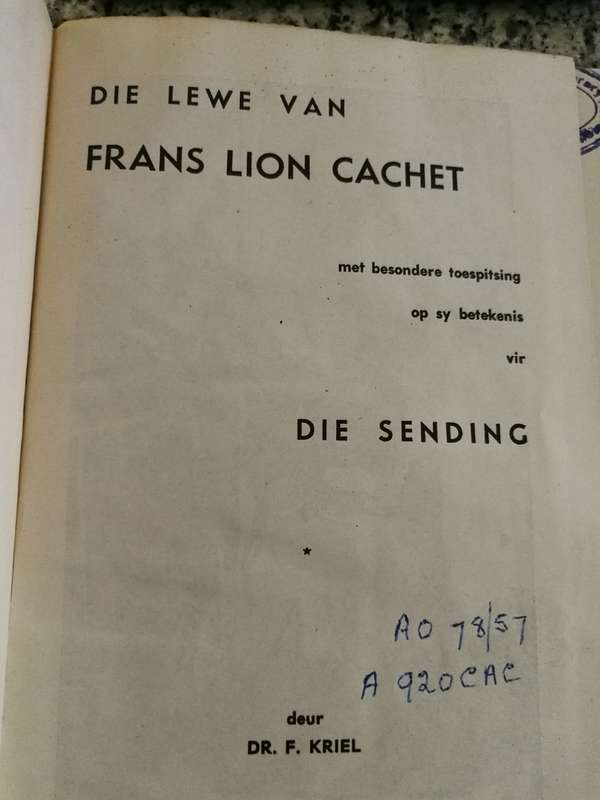 DIE LEWE VAN
FRANS LION CACHET
met besondere toespitsing
op sy betekenis
vir
DIE SENDING
*
AO 78/57
A 920CAC
deur
DR. F. KRIEL